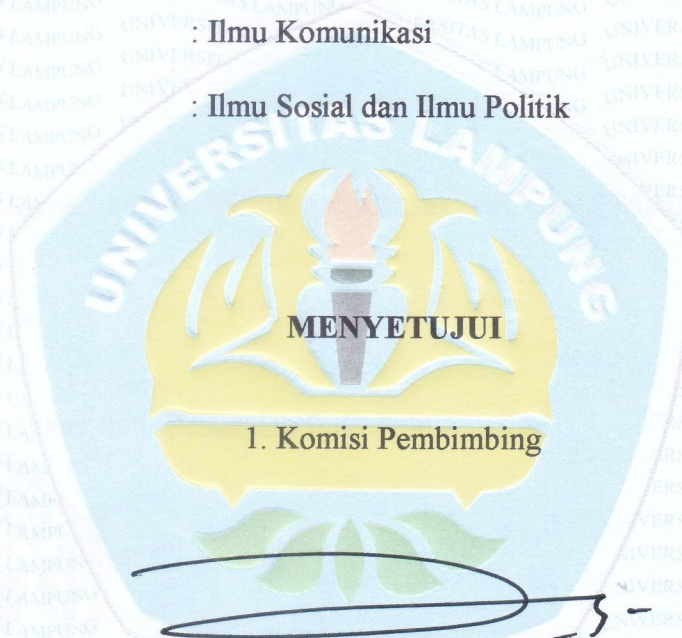 : Ilmu Komunikasi
: Ilmu Sosial dan Ilmu Politik
UNIVERSITAS LAMPUNG
MENYETUJUI
1. Komisi Pembimbing